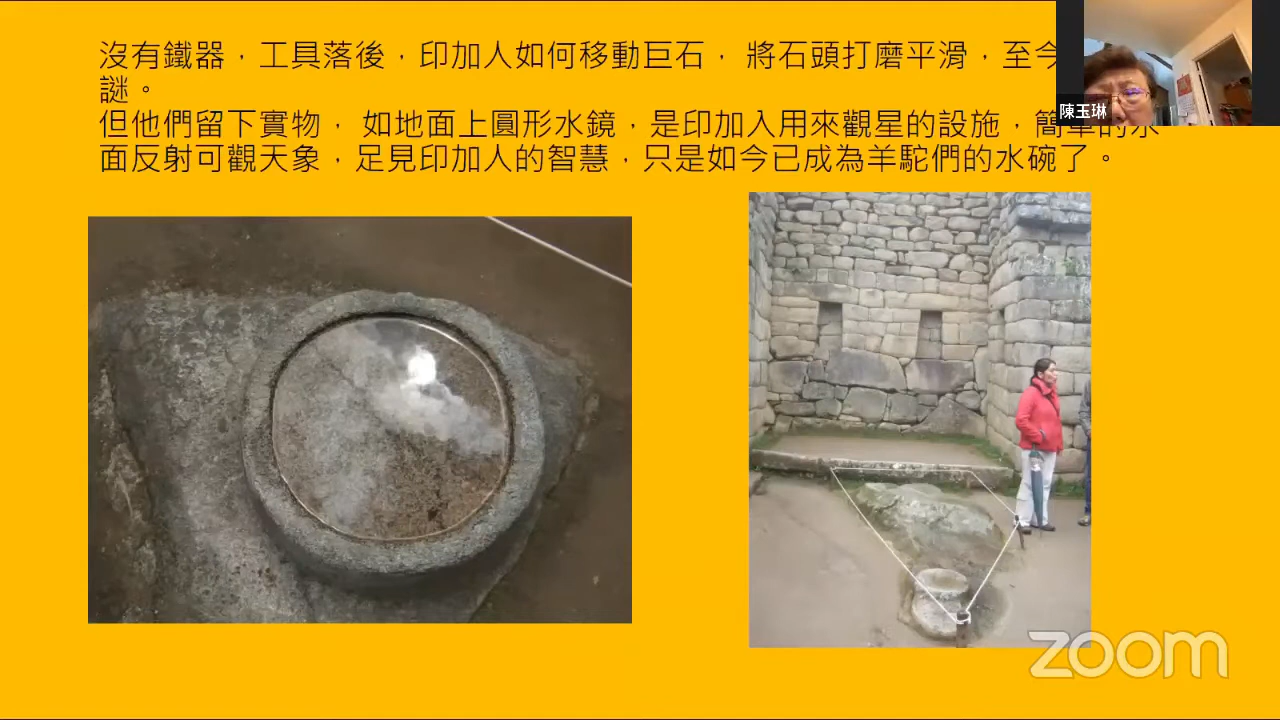 沒有鐵器，工具落後，印加人如何移動巨石， 將石頭打磨平滑，至今
謎。
但他們留下實物， 如地面上圓形水鏡，是印加人用來觀星的設施，簡單的水
面反射可觀天象，足見印加人的智慧，只是如今已成為羊駝們的水碗了。
陳玉琳
zoom